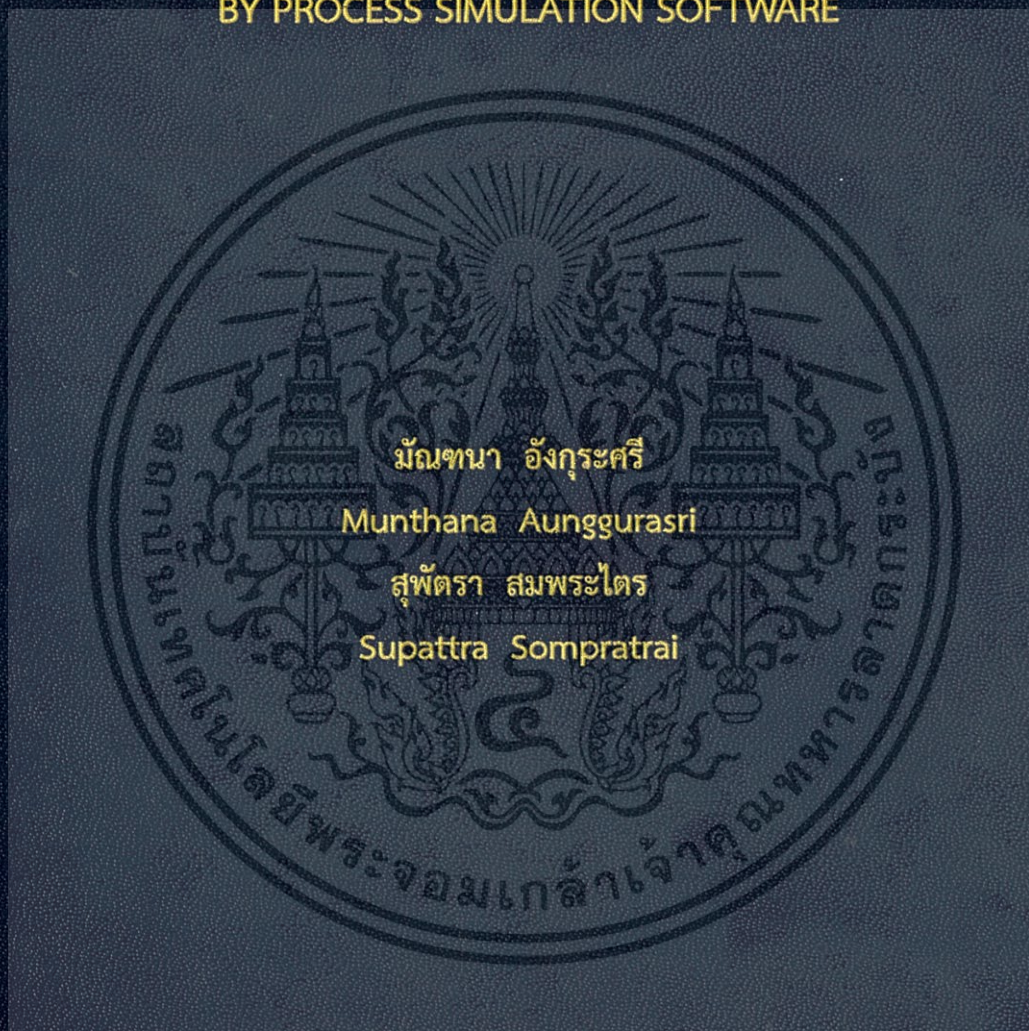 BY PROCESS SIMULATION SOFTWARE
มัณฑนา อังกุระศรี
Munthana Aunggurasri
สุพัตรา สมพระไตร
Supattra Sompratrai
๔
สถาบันเทคโนโลยีพระจอมเกล้าเจ้าคุณทหารลาดกระบัง